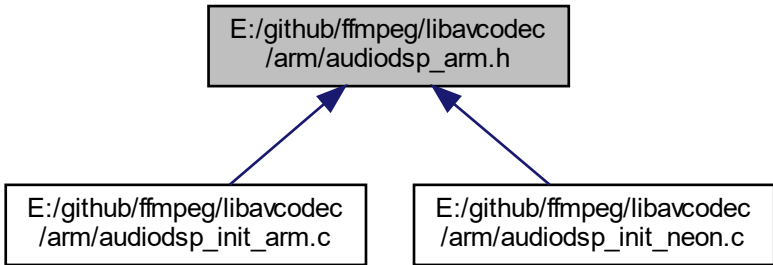 E:/github/ffmpeg/libavcodec
/arm/audiodsp_arm.h
E:/github/ffmpeg/libavcodec
/arm/audiodsp_init_arm.c
E:/github/ffmpeg/libavcodec
/arm/audiodsp_init_neon.c